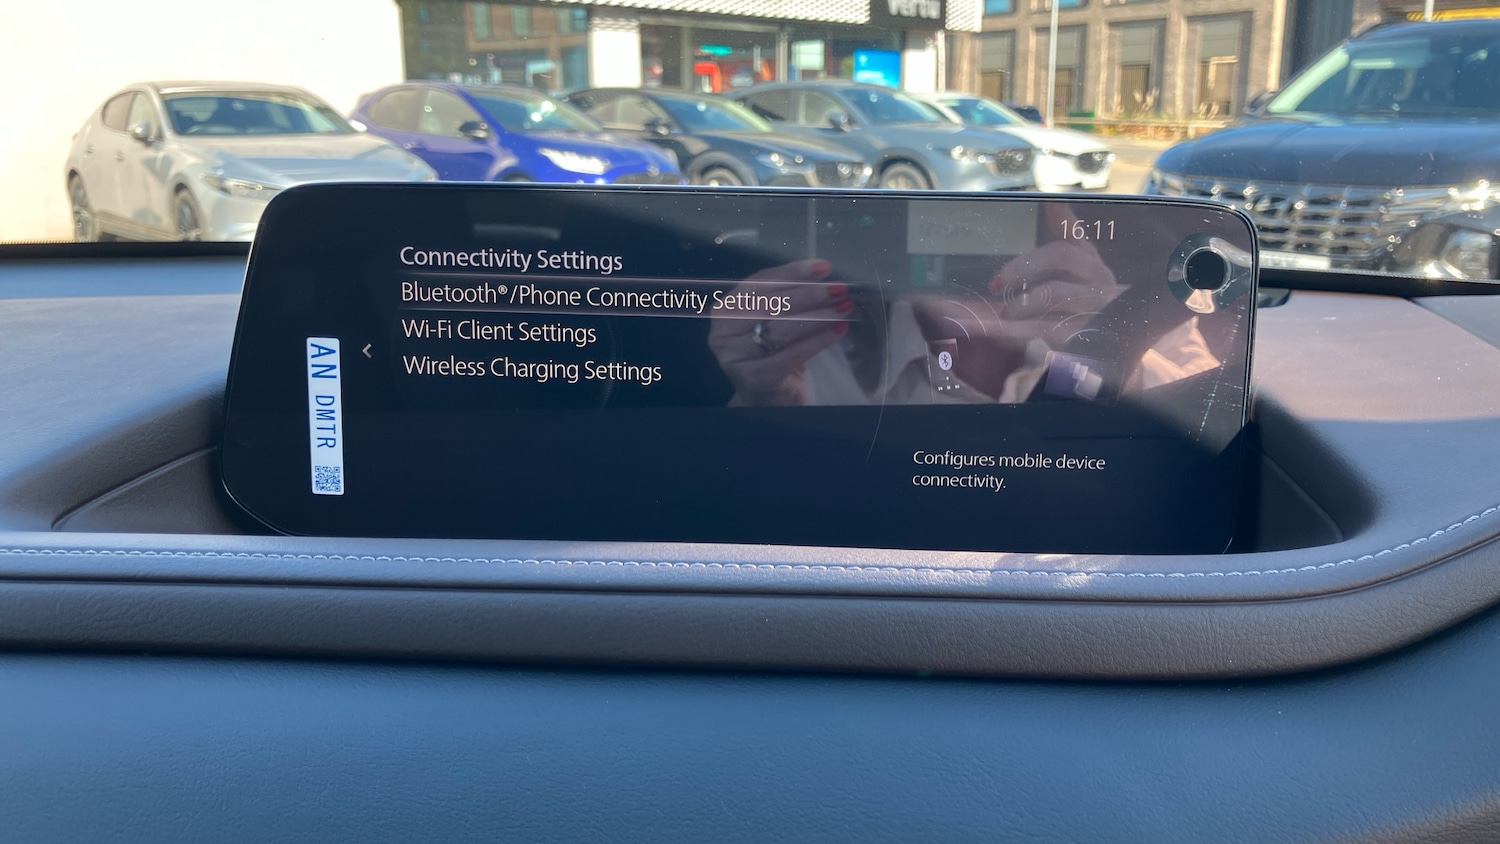 Vertu
16:11
Connectivity Settings
Bluetooth®/Phone Connectivity Settings
Wi-Fi Client Settings
Wireless Charging Settings
Configures mobile device
connectivity.
AN DMTR